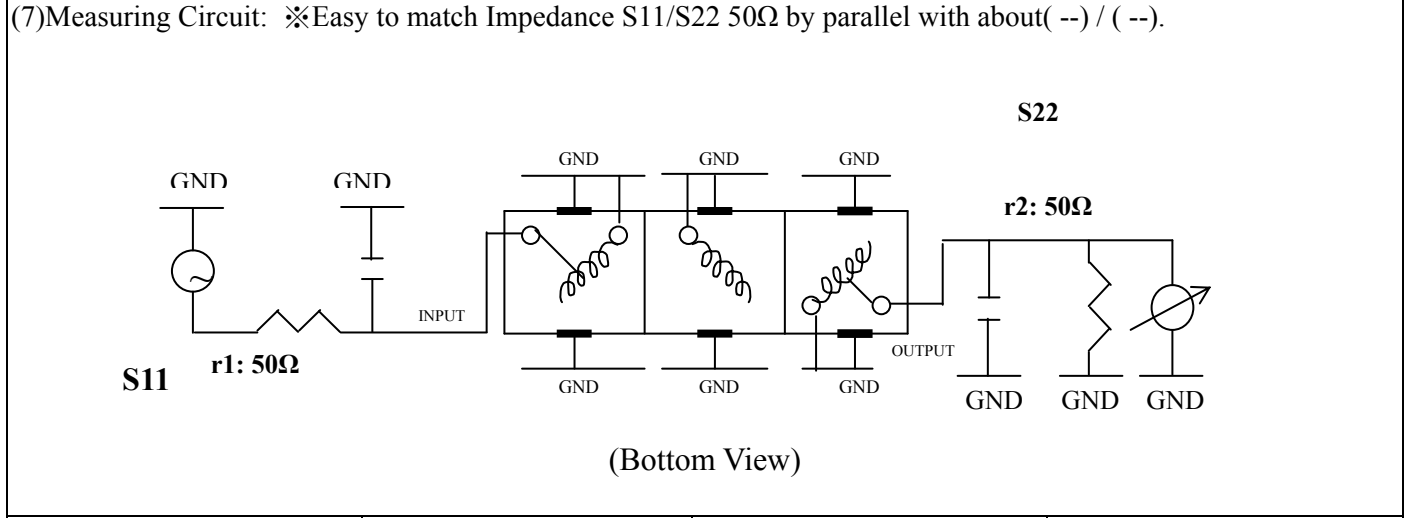 (7)Measuring Circuit: ※Easy to match Impedance S11/S22 50Ω by parallel with about( --) / ( --).
S22
GND GND GND
GND GND
r2: 50Ω
INPUT
OUTPUT
r1: 50Ω
S11
GND GND GND
GND GND GND
(Bottom View)